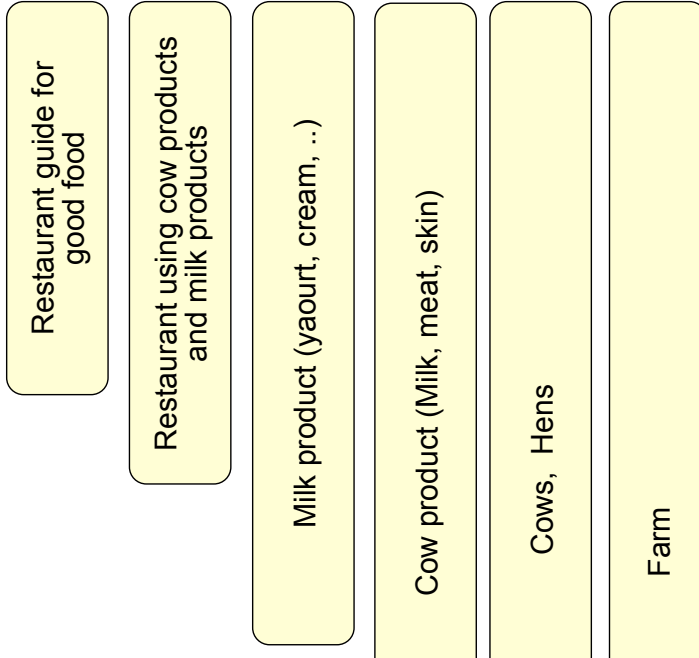 Restaurant guide for
good food
Restaurant using cow products
and milk products
Milk product (yaourt, cream, ..)
Cow product (Milk, meat, skin)
Cows,  Hens
Farm